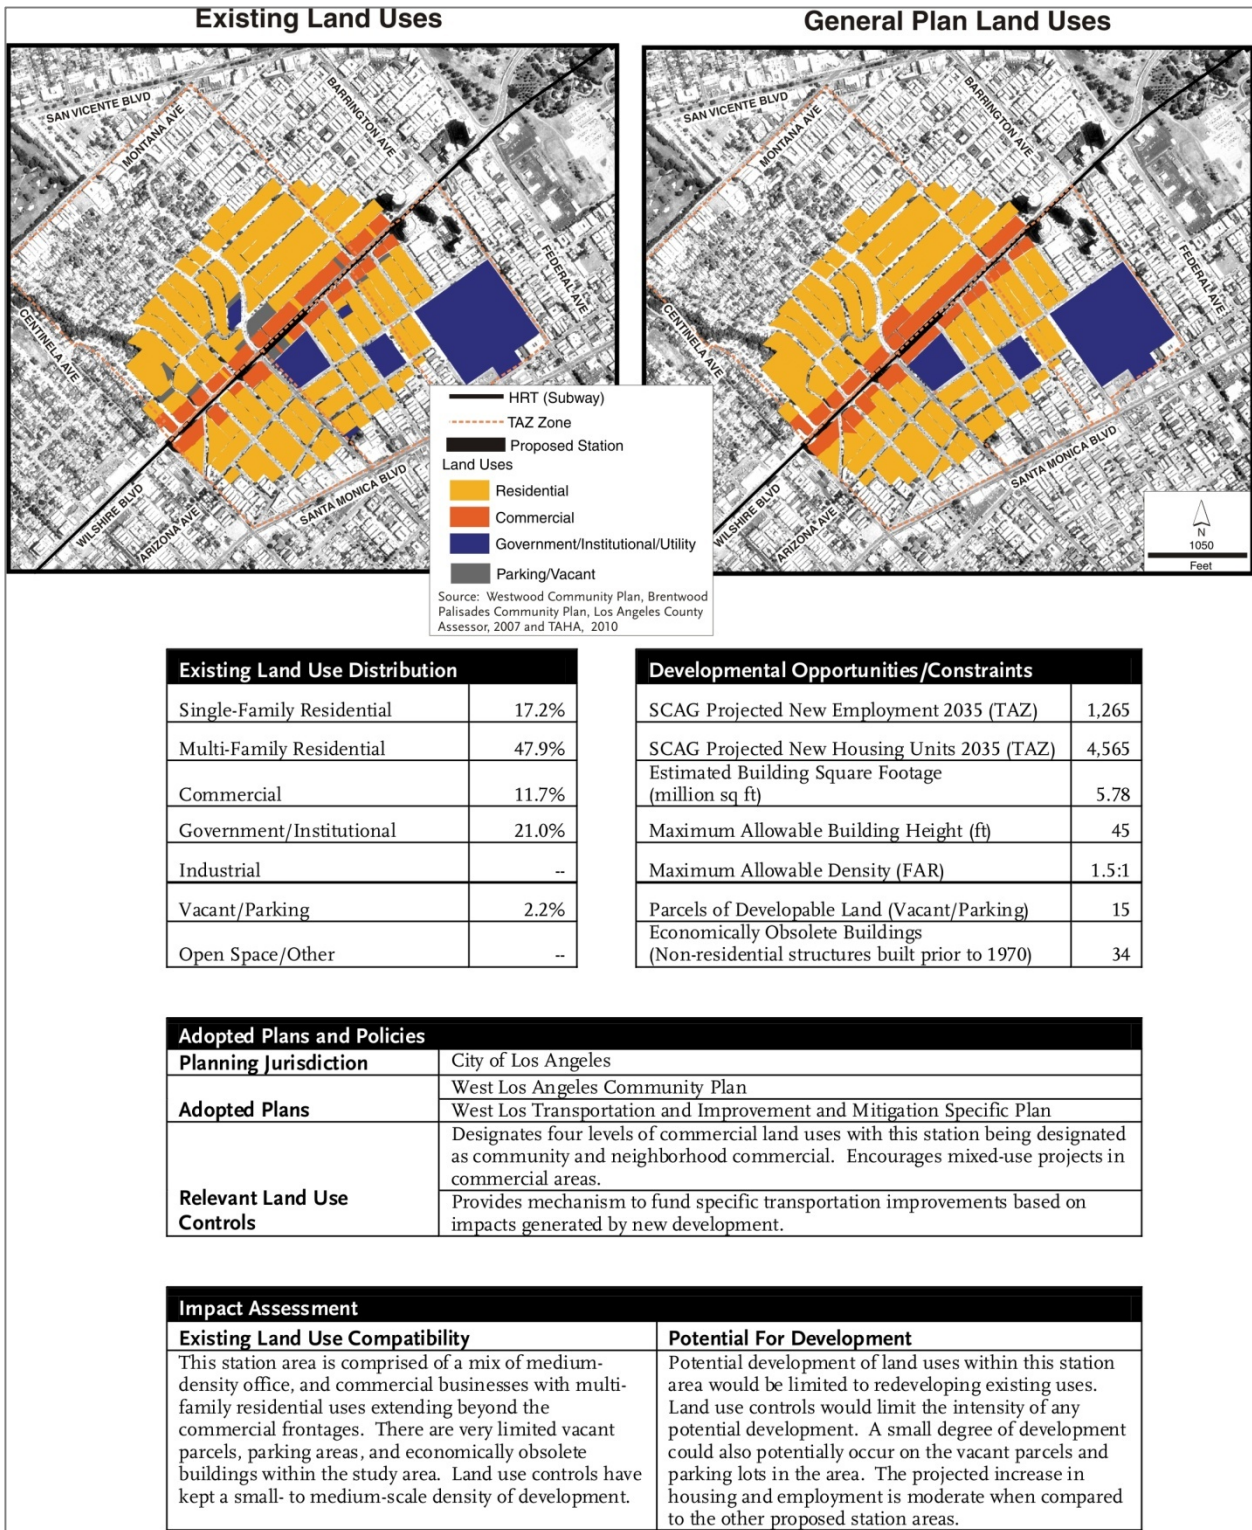 Existing Land Uses
General Plan Land Uses
SAN VICENTE BLVD
MONTANA AVE
BARRINGTON AVE
FEDERAL AVE
CENTINELA AVE
WILSHIRE BLVD
ARIZONA AVE
SANTA MONICA BLVD
SAN VICENTE BLVD
MONTANA AVE
BARRINGTON AVE
FEDERAL AVE
CENTINELA AVE
WILSHIRE BLVD
ARIZONA AVE
SANTA MONICA BLVD
N
1050
Feet
HRT (Subway)
TAZ Zone
Proposed Station
Land Uses
Residential
Commercial
Government/Institutional/Utility
Parking/Vacant
Source: Westwood Community Plan, Brentwood
Palisades Community Plan, Los Angeles County
Assessor, 2007 and TAHA, 2010
Existing Land Use Distribution
Single-Family Residential 17.2%
Multi-Family Residential 47.9%
Commercial 11.7%
Government/Institutional 21.0%
Industrial --
Vacant/Parking 2.2%
Open Space/Other --
Developmental Opportunities/Constraints
SCAG Projected New Employment 2035 (TAZ) 1,265
SCAG Projected New Housing Units 2035 (TAZ) 4,565
Estimated Building Square Footage
(million sq ft) 5.78
Maximum Allowable Building Height (ft) 45
Maximum Allowable Density (FAR) 1.5:1
Parcels of Developable Land (Vacant/Parking) 15
Economically Obsolete Buildings
(Non-residential structures built prior to 1970) 34
Adopted Plans and Policies
Planning Jurisdiction City of Los Angeles
Adopted Plans
West Los Angeles Community Plan
West Los Transportation and Improvement and Mitigation Specific Plan
Relevant Land Use
Controls
Designates four levels of commercial land uses with this station being designated
as community and neighborhood commercial. Encourages mixed-use projects in
commercial areas.
Provides mechanism to fund specific transportation improvements based on
impacts generated by new development.
Impact Assessment
Existing Land Use Compatibility
This station area is comprised of a mix of medium-
density office, and commercial businesses with multi-
family residential uses extending beyond the
commercial frontages. There are very limited vacant
parcels, parking areas, and economically obsolete
buildings within the study area. Land use controls have
kept a small- to medium-scale density of development.
Potential For Development
Potential development of land uses within this station
area would be limited to redeveloping existing uses.
Land use controls would limit the intensity of any
potential development. A small degree of development
could also potentially occur on the vacant parcels and
parking lots in the area. The projected increase in
housing and employment is moderate when compared
to the other proposed station areas.